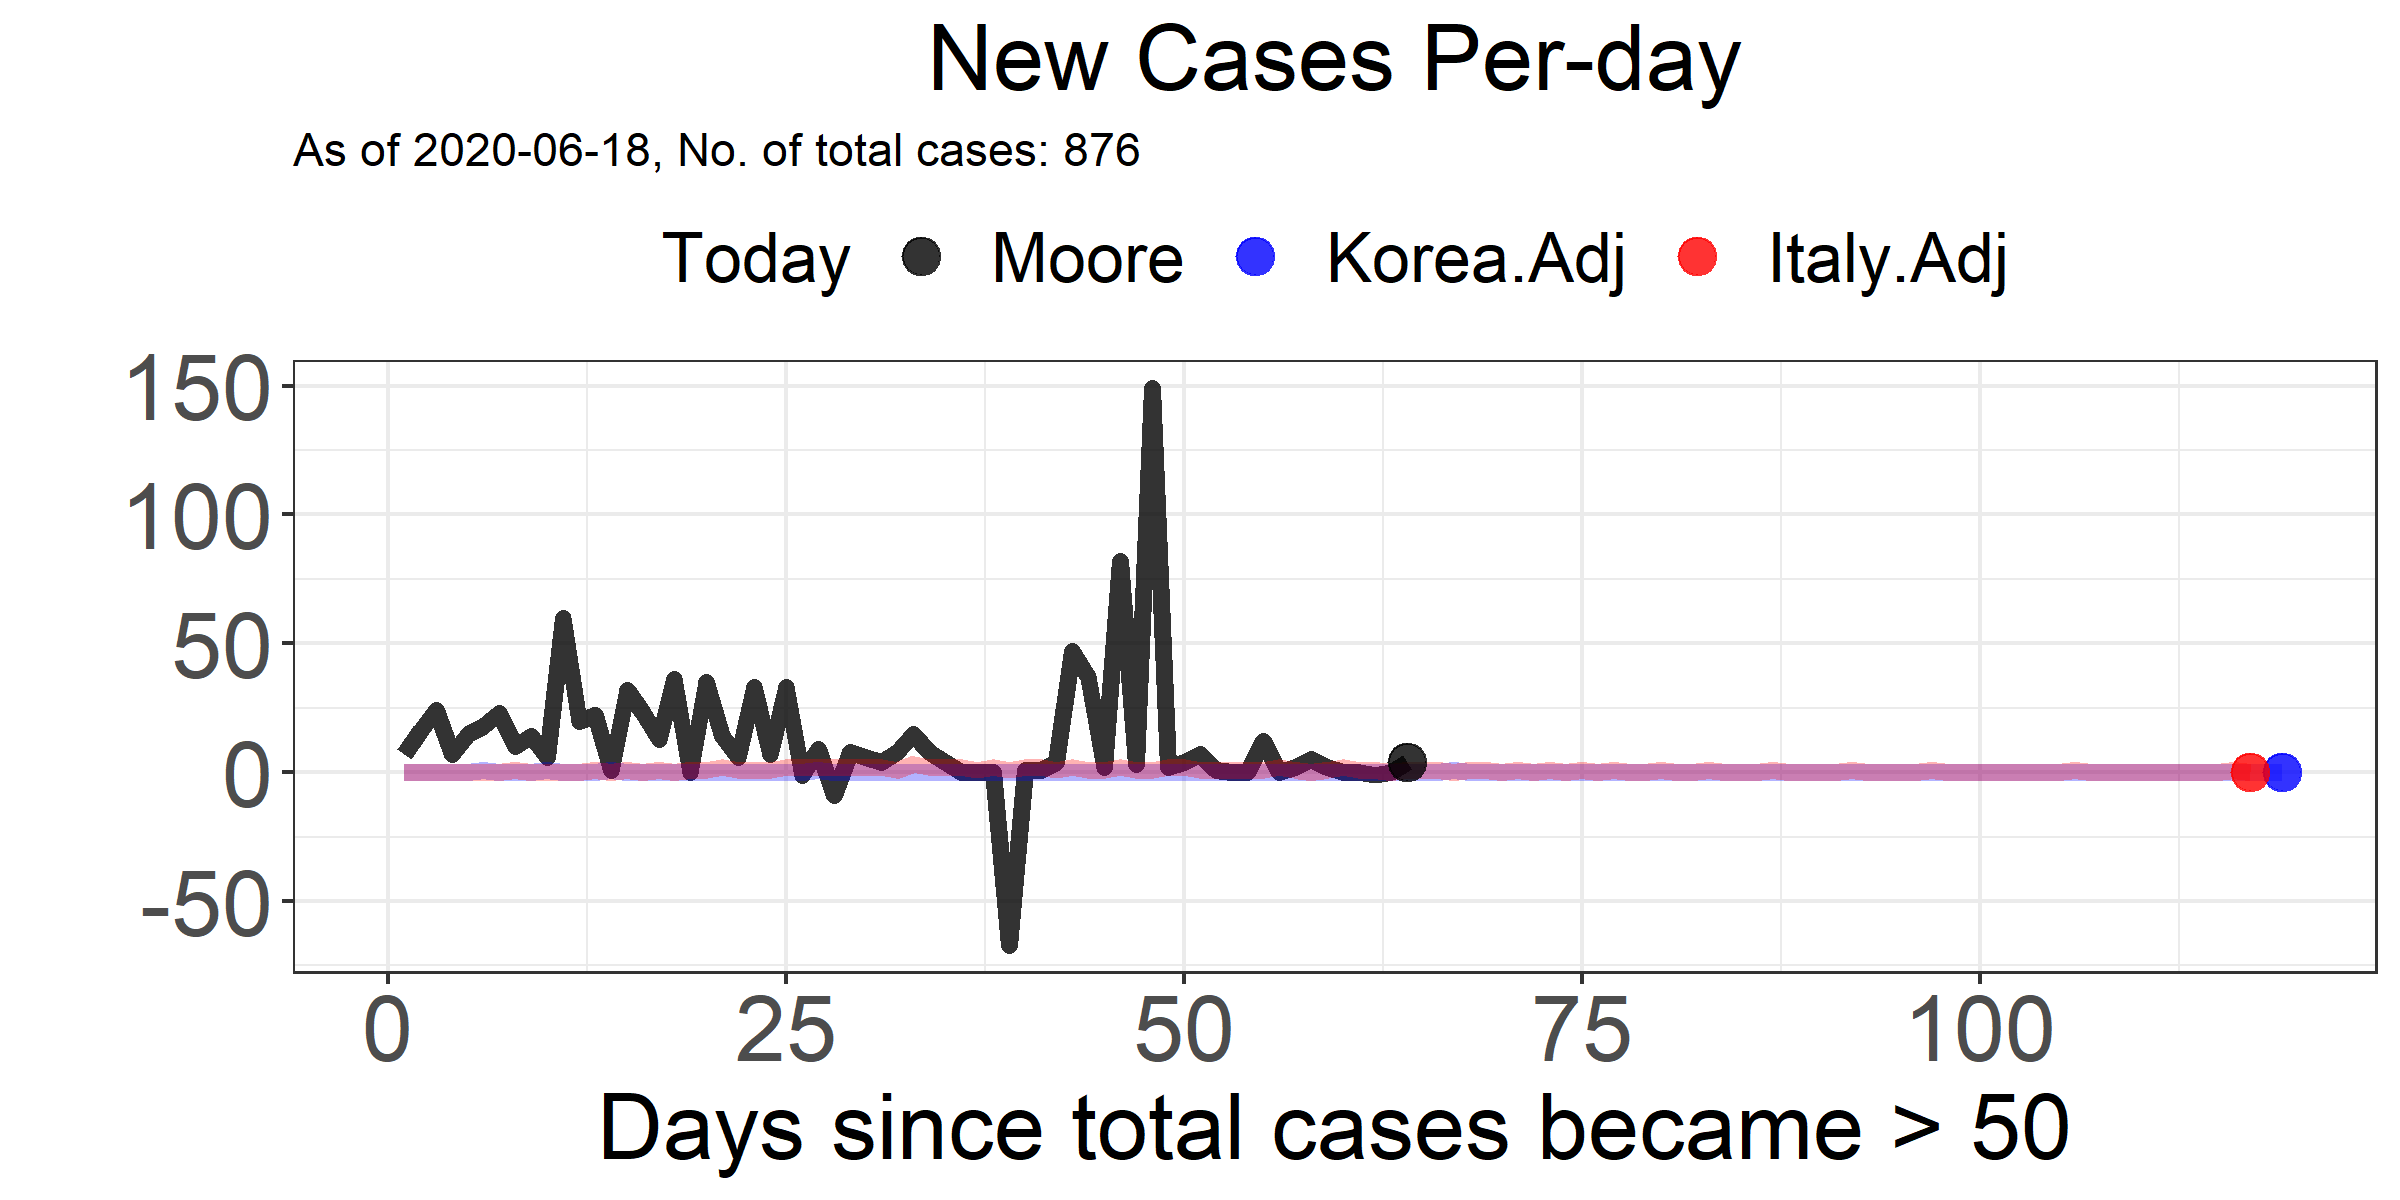 New Cases Per-day
As of 2020-06-18, No. of total cases: 876
Today Moore Korea.Adj Italy.Adj
150
100
50
0
-50
0 25 50 75 100
Days since total cases became > 50